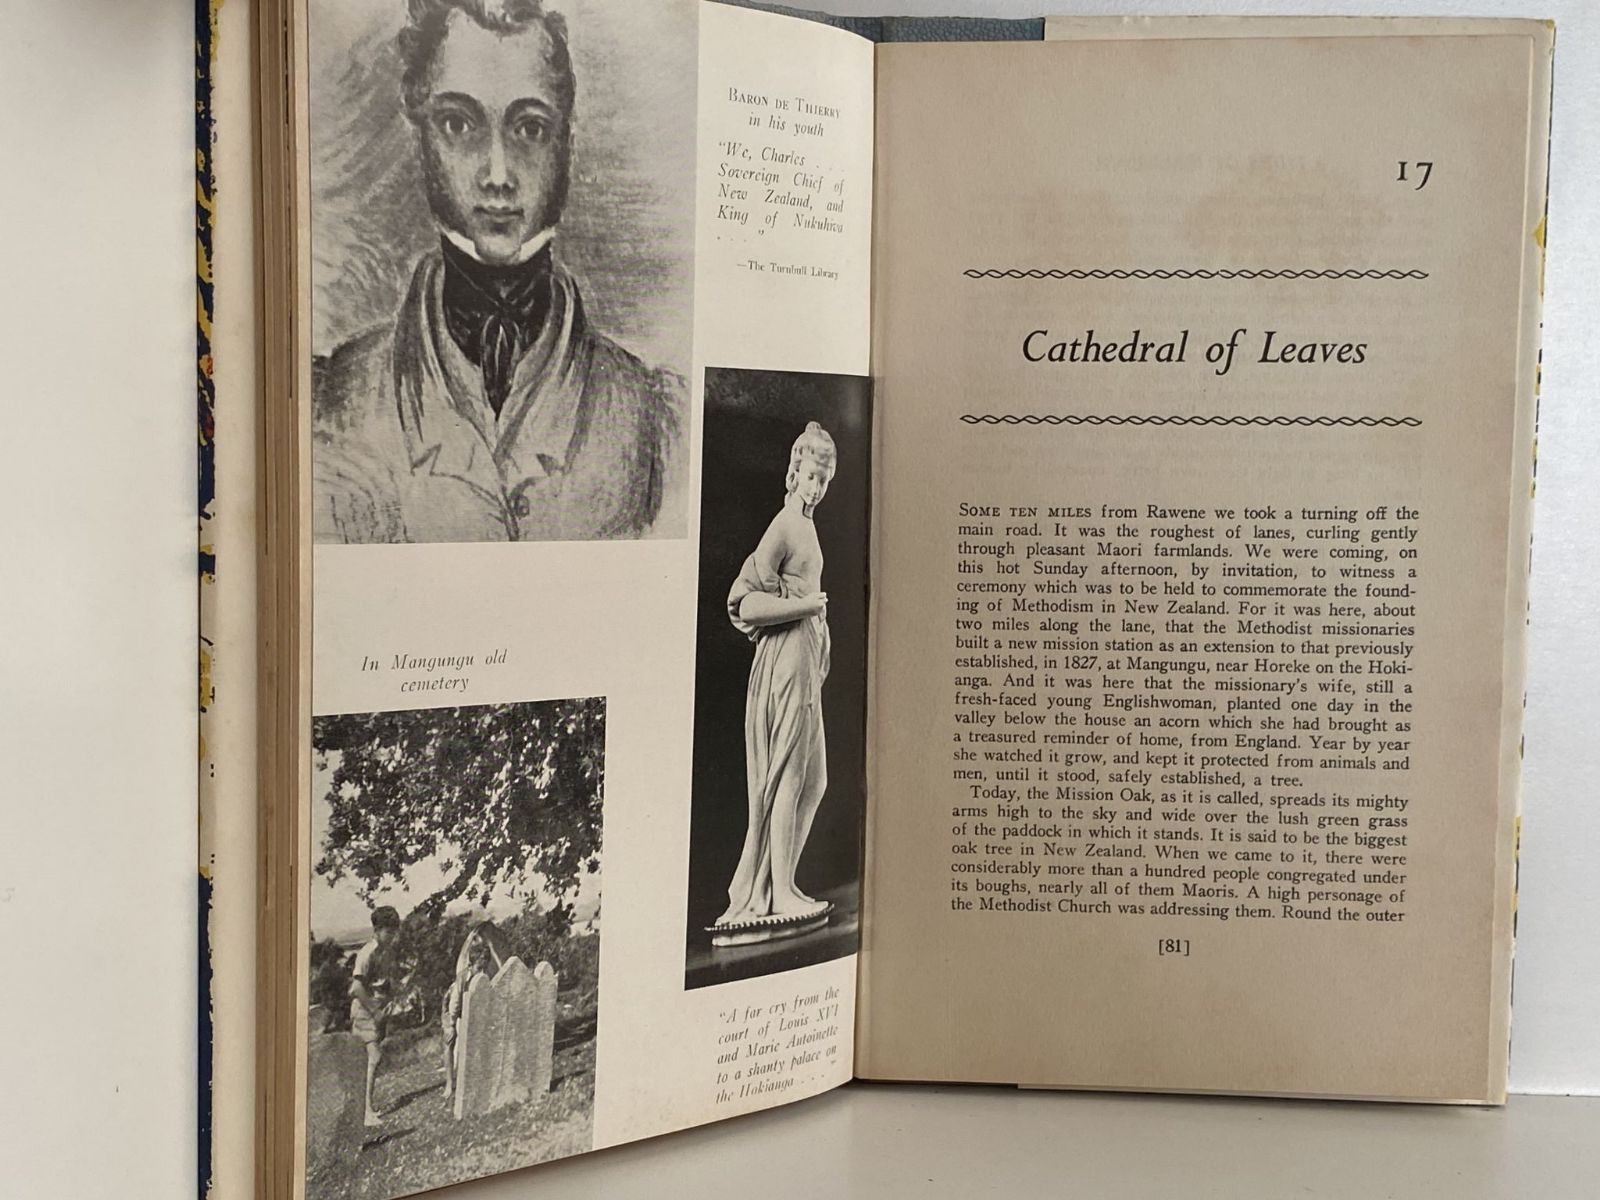 BARON DE THIERRY
in his youth
"We, Charles . . .
Sovereign Chief of
New Zealand, and
King of Nukuhiva
. . . . "
—The Turnbull Library
In Mangungu old
cemetery
"A far cry from the
court of Louis XVI
and Marie Antoinette
to a shanty palace on
the Hokianga . . . . "
17
Cathedral of Leaves
SOME TEN MILES from Rawene we took a turning off the
main road. It was the roughest of lanes, curling gently
through pleasant Maori farmlands. We were coming, on
this hot Sunday afternoon, by invitation, to witness a
ceremony which was to be held to commemorate the found-
ing of Methodism in New Zealand. For it was here, about
two miles along the lane, that the Methodist missionaries
built a new mission station as an extension to that previously
established, in 1827, at Mangungu, near Horeke on the Hoki-
anga. And it was here that the missionary's wife, still a
fresh-faced young Englishwoman, planted one day in the
valley below the house an acorn which she had brought as
a treasured reminder of home, from England. Year by year
she watched it grow, and kept it protected from animals and
men, until it stood, safely established, a tree.
Today, the Mission Oak, as it is called, spreads its mighty
arms high to the sky and wide over the lush green grass
of the paddock in which it stands. It is said to be the biggest
oak tree in New Zealand. When we came to it, there were
considerably more than a hundred people congregated under
its boughs, nearly all of them Maoris. A high personage of
the Methodist Church was addressing them. Round the outer
[81]